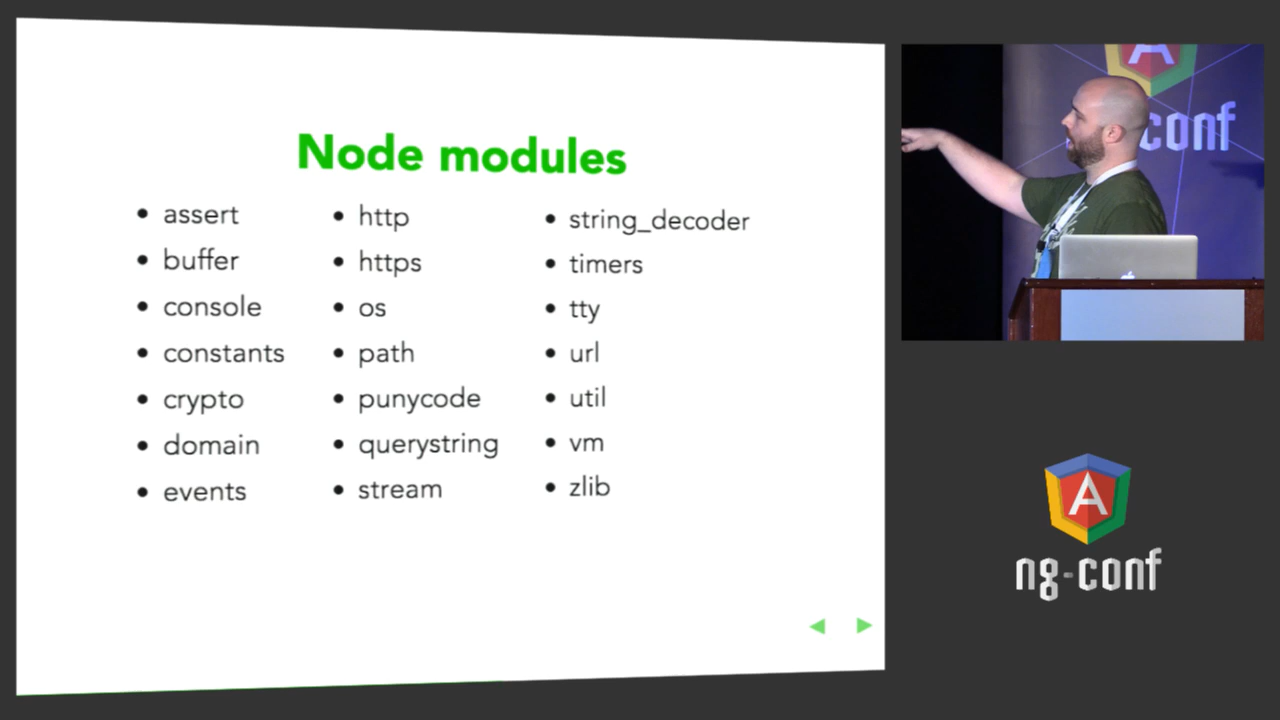 Node modules
assert
buffer
console
constants
crypto
domain
events
http
https
os
path
punycode
querystring
stream
string_decoder
timers
tty
url
util
vm
zlib
A
conf
A
ng-conf